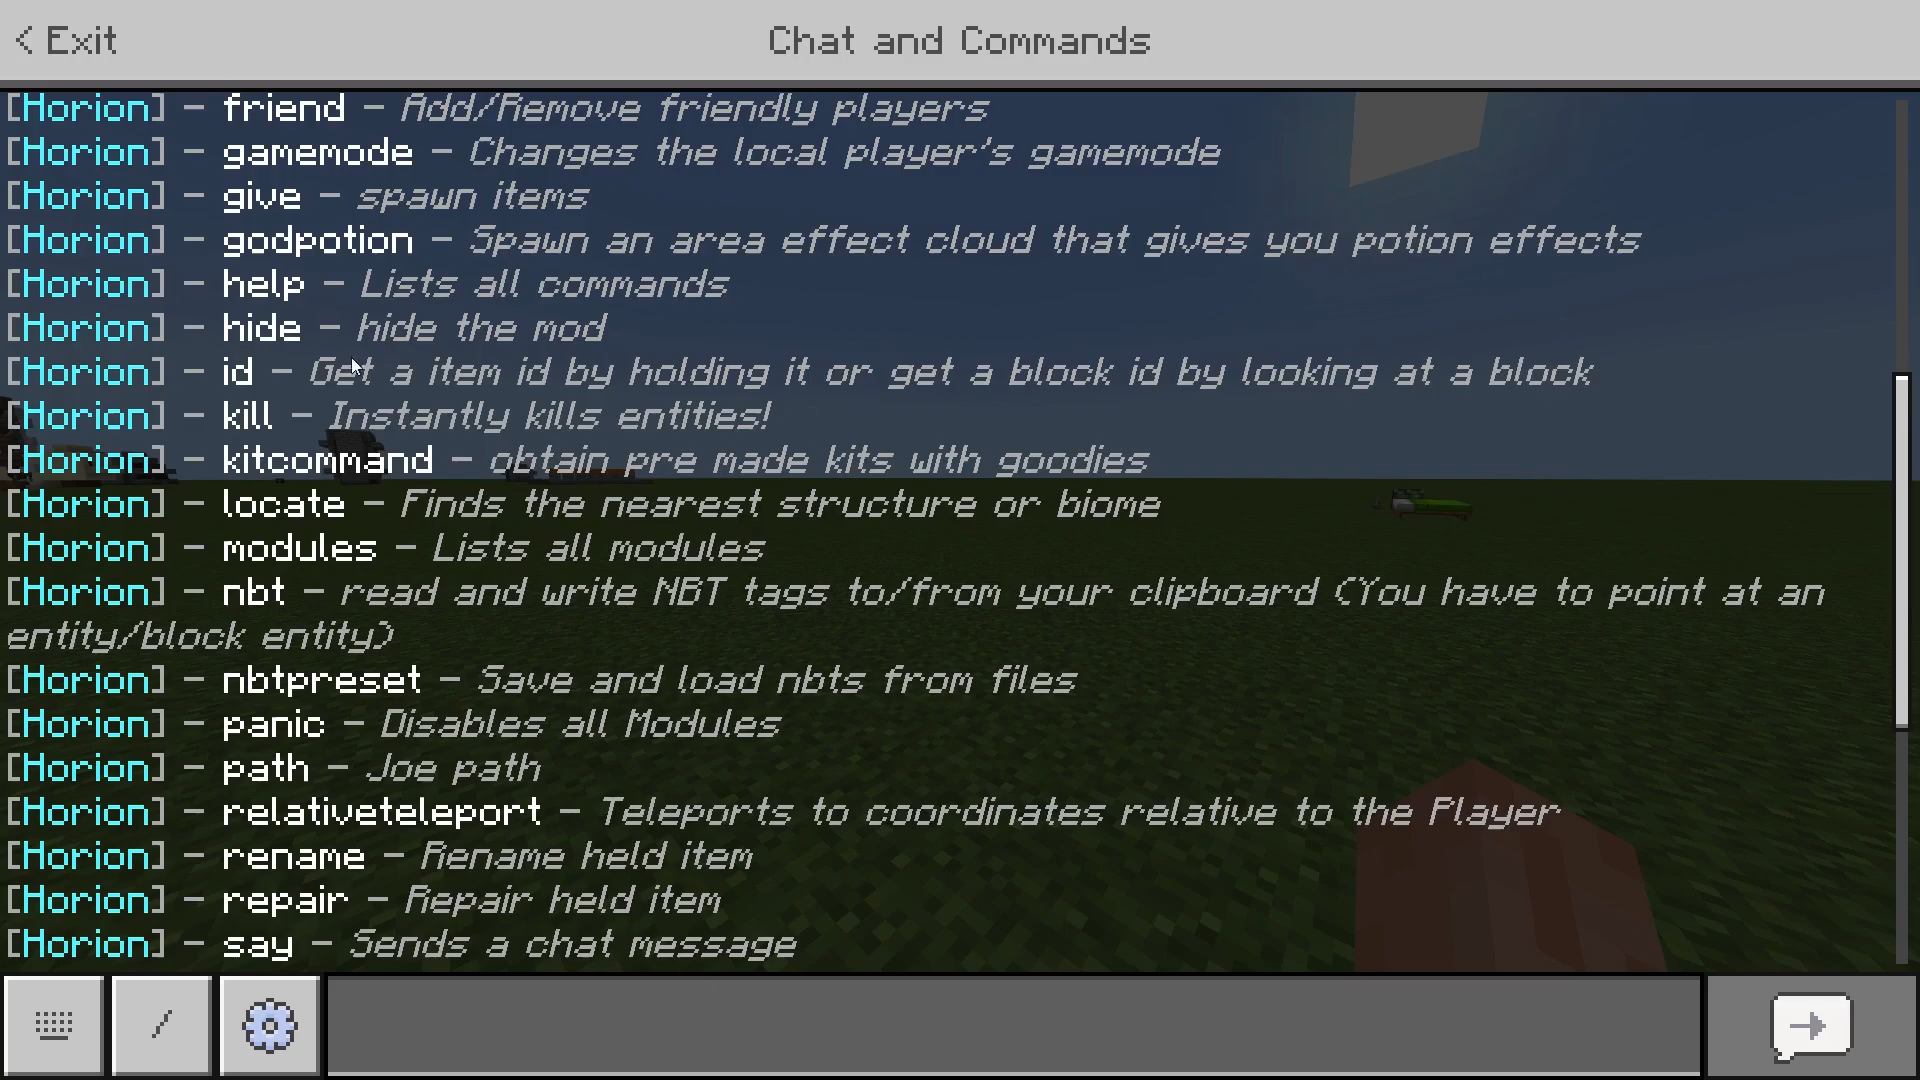 < Exit
Chat and Commands
[Horion] - friend - Add/Remove friendly players
[Horion] - gamemode - Changes the local player's gamemode
[Horion] - give - spawn items
[Horion] - godpotion - Spawn an area effect cloud that gives you potion effects
[Horion] - help - Lists all commands
[Horion] - hide - hide the mod
[Horion] - id - Get a item id by holding it or get a block id by looking at a block
[Horion] - kill - Instantly kills entities!
[Horion] - kitcommand - obtain pre made kits with goodies
[Horion] - locate - Finds the nearest structure or biome
[Horion] - modules - Lists all modules
[Horion] - nbt - read and write NBT tags to/from your clipboard (You have to point at an
entity/block entity)
[Horion] - nbtpreset - Save and load nbts from files
[Horion] - panic - Disables all Modules
[Horion] - path - Joe path
[Horion] - relativeteleport - Teleports to coordinates relative to the Player
[Horion] - rename - Rename held item
[Horion] - repair - Repair held item
[Horion] - say - Sends a chat message
/